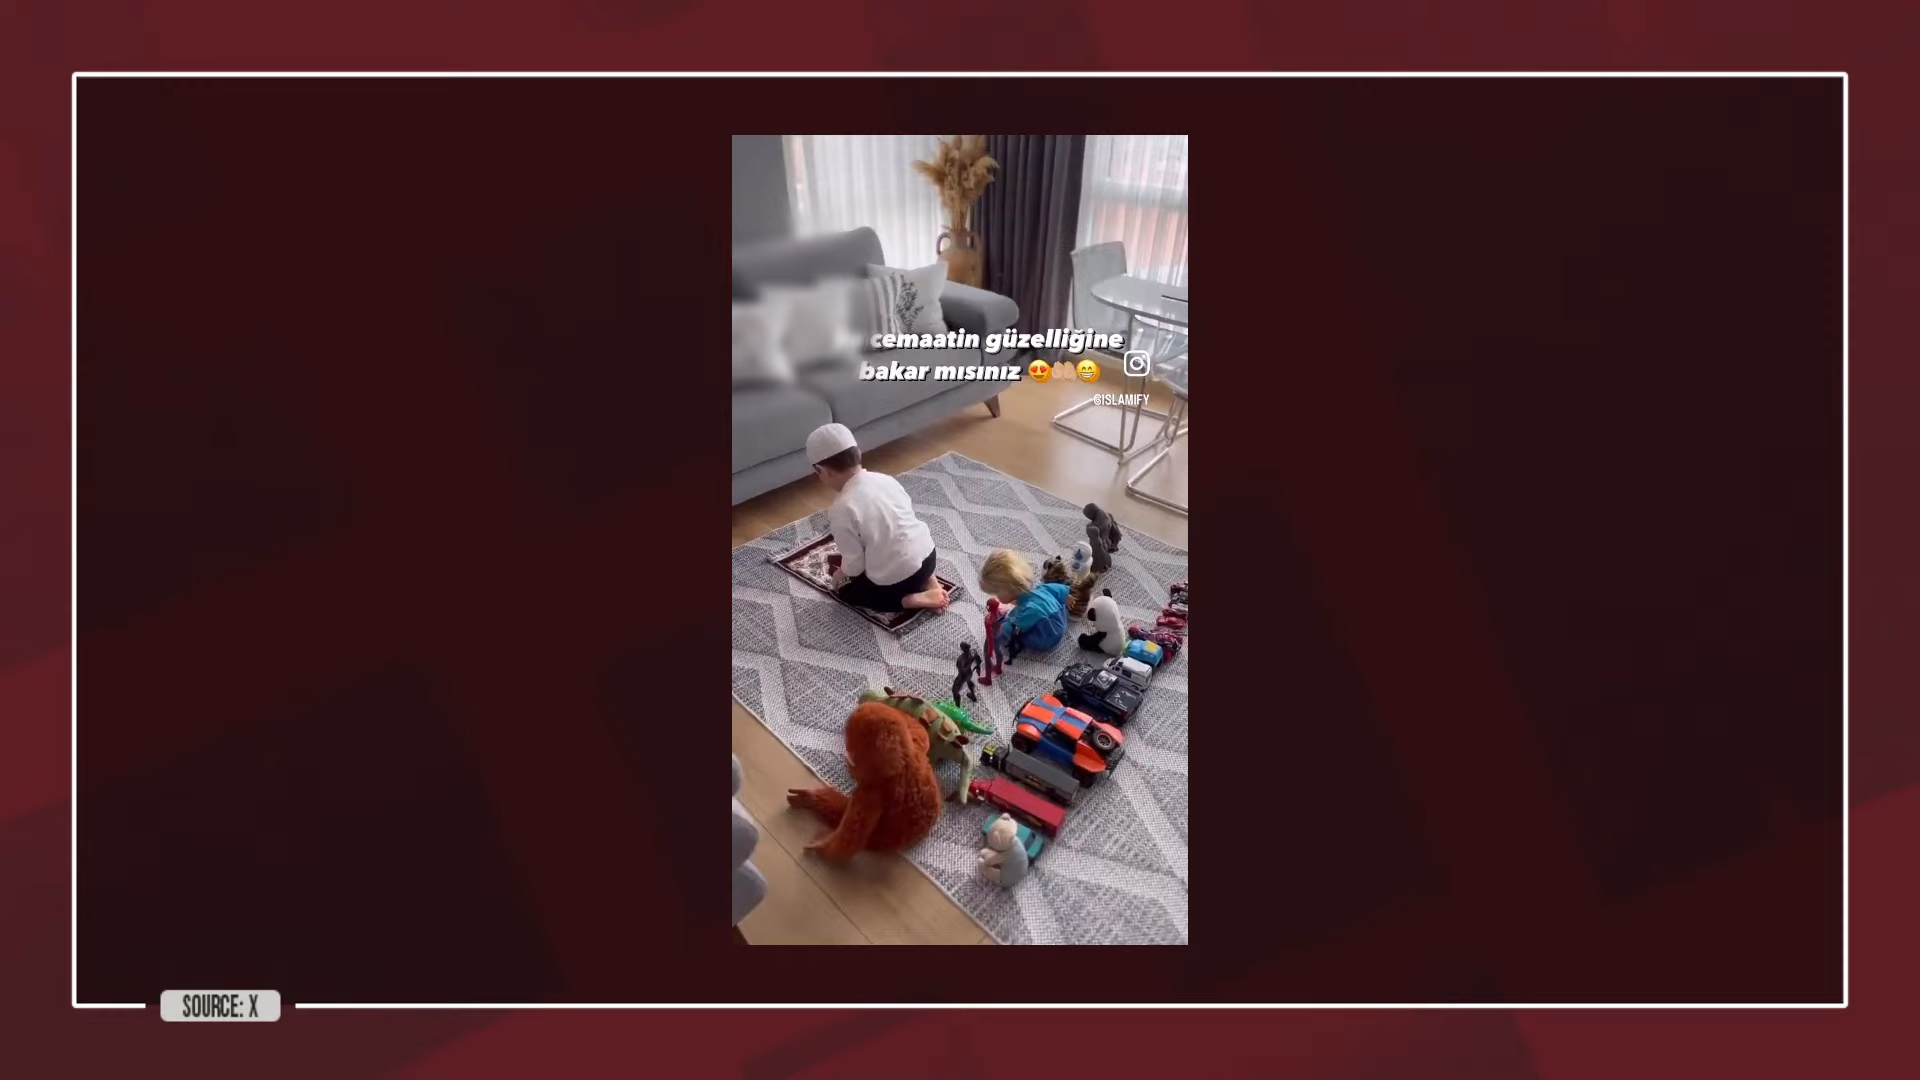 cemaatin güzelliğine
bakar mısınız 😍🤲🏻😁
@ISLAMIFY
SOURCE: X